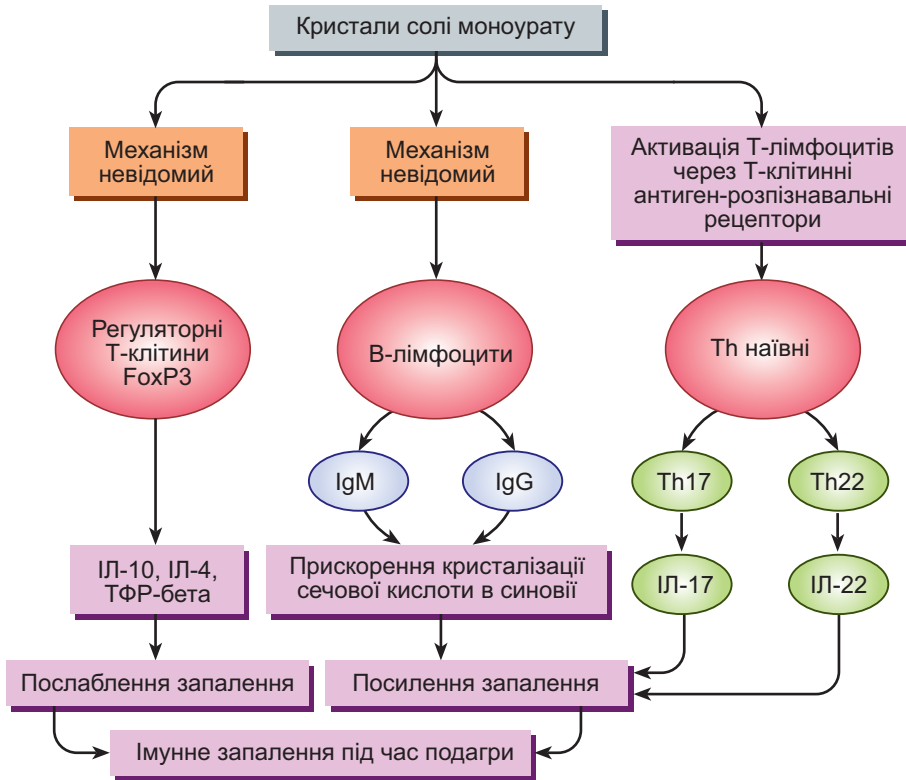 Кристали солі моноурату
Механізм
невідомий
Механізм
невідомий
Активація Т-лімфоцитів
через Т-клітинні
антиген-розпізнавальні
рецептори
Регуляторні
Т-клітини
FoxP3
В-лімфоцити
Th наївні
IgM
IgG
Th17
Th22
ІЛ-10, ІЛ-4,
ТФР-бета
Прискорення кристалізації
сечової кислоти в синовії
ІЛ-17
ІЛ-22
Послаблення запалення
Посилення запалення
Імунне запалення під час подагри